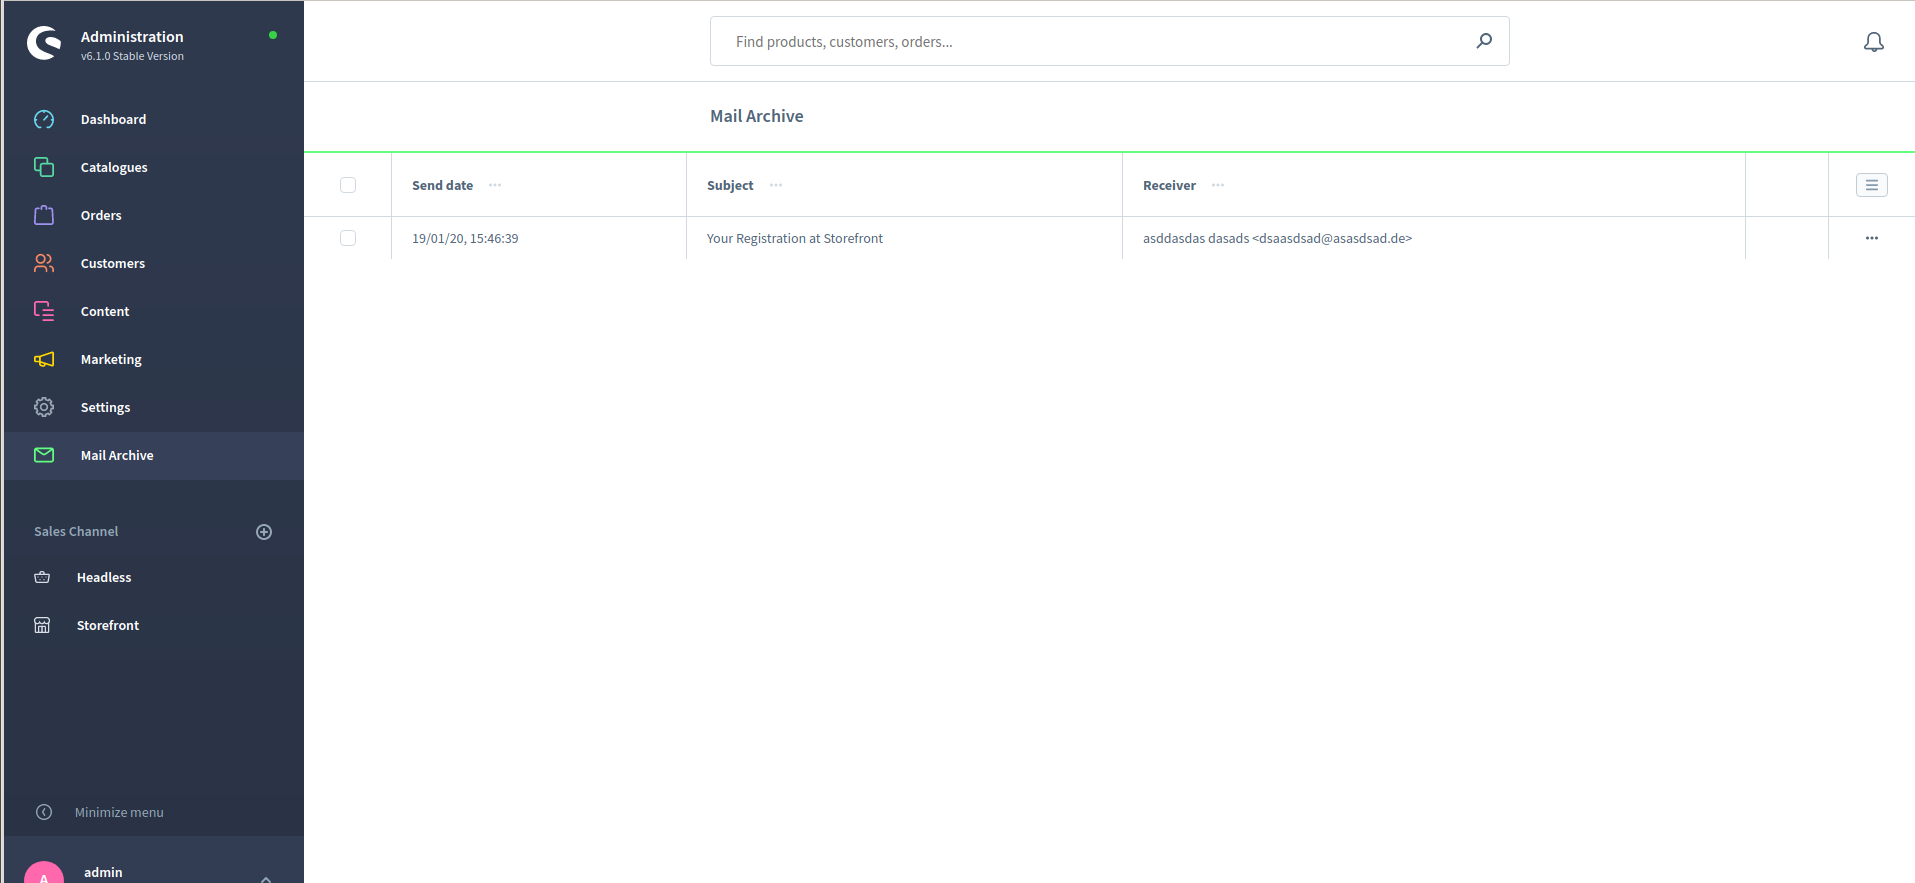 Administration
v6.1.0 Stable Version
Dashboard
Catalogues
Orders
Customers
Content
Marketing
Settings
Mail Archive
Sales Channel
Headless
Storefront
Minimize menu
A admin
Find products, customers, orders...
Mail Archive
Send date ··· Subject ··· Receiver ···
19/01/20, 15:46:39 Your Registration at Storefront asddasdas dasads <dsaasdsad@asasdsad.de> ···